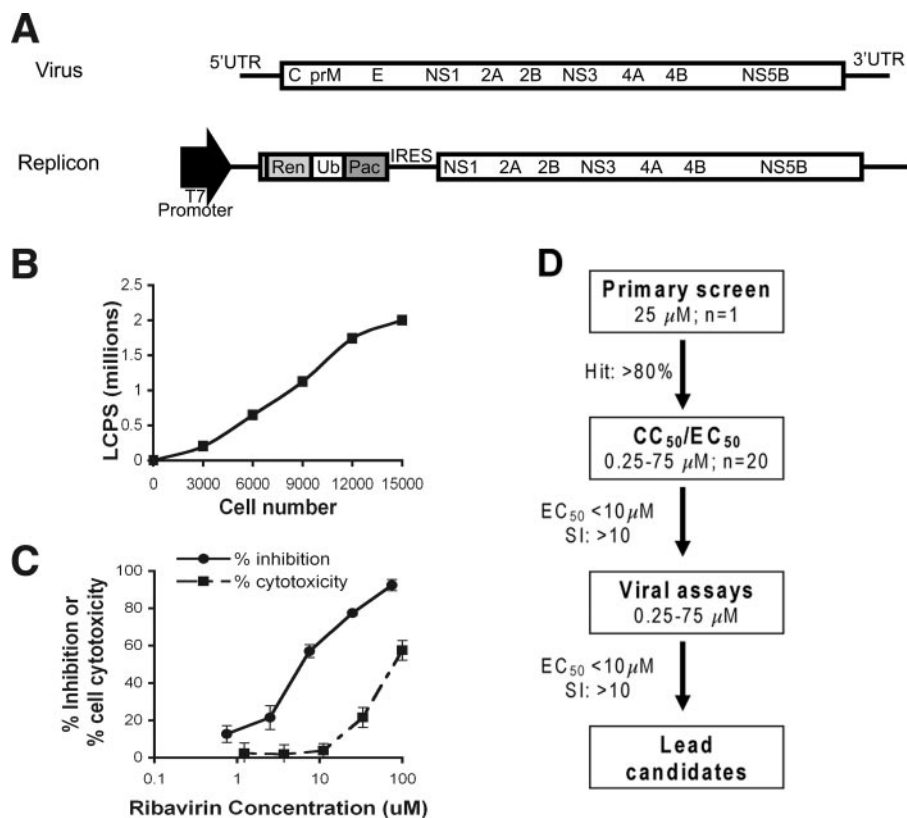 A
Virus
5'UTR
C prM E NS1 2A 2B NS3 4A 4B NS5B
3'UTR
Replicon
T7
Promoter
Ren Ub Pac
IRES
NS1 2A 2B NS3 4A 4B NS5B
B
LCPS (millions)
2.5
2
1.5
1
0.5
0
0 3000 6000 9000 12000 15000
Cell number
C
% inhibition
% cytotoxicity
% Inhibition or
% cell cytotoxicity
100
80
60
40
20
0
0.1 1 10 100
Ribavirin Concentration (uM)
D
Primary screen
25 μM; n=1
Hit: >80%
CC50/EC50
0.25-75 μM; n=20
EC50 <10μM
SI: >10
Viral assays
0.25-75 μM
EC50 <10μM
SI: >10
Lead
candidates